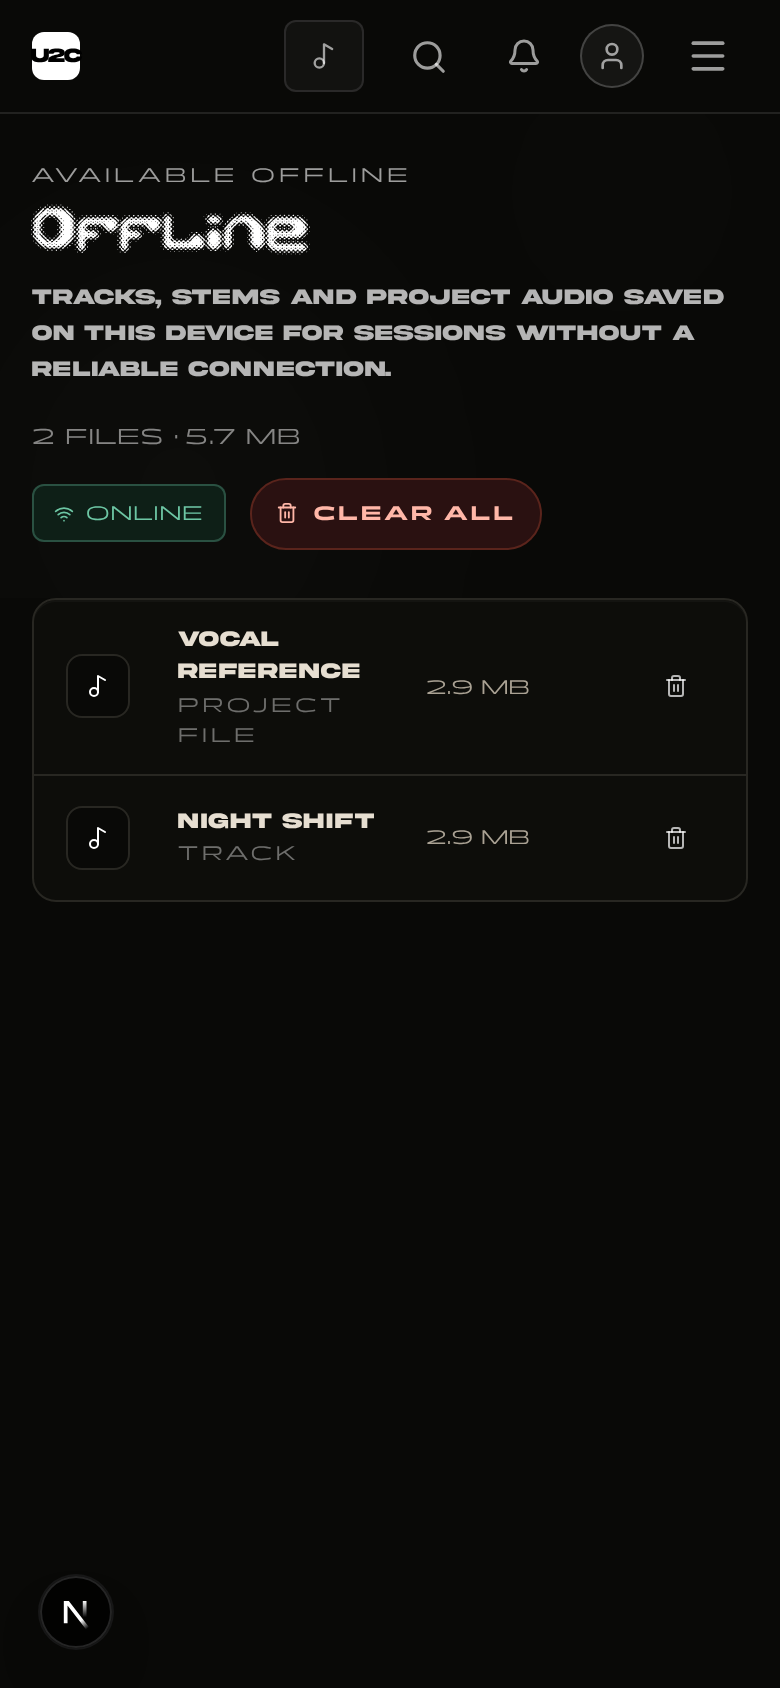 U2C
AVAILABLE OFFLINE
OFFLine
TRACKS, STEMS AND PROJECT AUDIO SAVED
ON THIS DEVICE FOR SESSIONS WITHOUT A
RELIABLE CONNECTION.
2 FILES · 5.7 MB
ONLINE
CLEAR ALL
VOCAL
REFERENCE
PROJECT
FILE
2.9 MB
NIGHT SHIFT
TRACK
2.9 MB
N